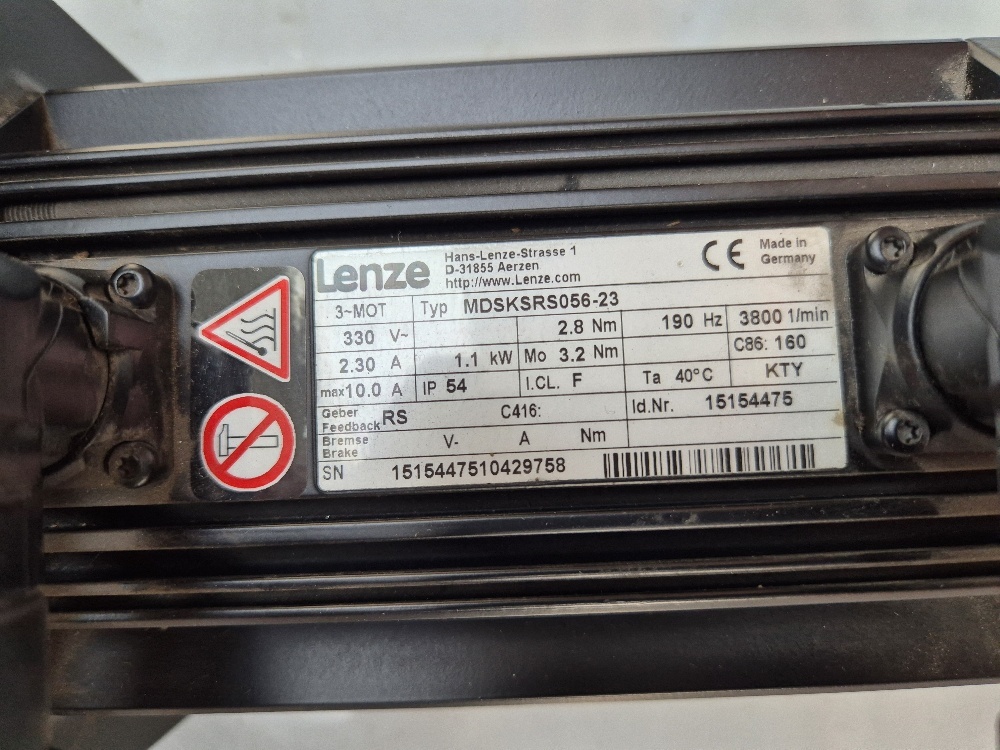 Lenze
Hans-Lenze-Strasse 1
D-31855 Aerzen
http://www.Lenze.com
CE
Made in
Germany
3~MOT Typ MDSKSRS056-23
330 V~ 2.8 Nm 190 Hz 3800 1/min
2.30 A 1.1 kW Mo 3.2 Nm C86: 160
max10.0 A IP 54 I.CL. F Ta 40°C KTY
Geber
Feedback RS C416: Id.Nr. 15154475
Bremse
Brake V- A Nm
SN 1515447510429758